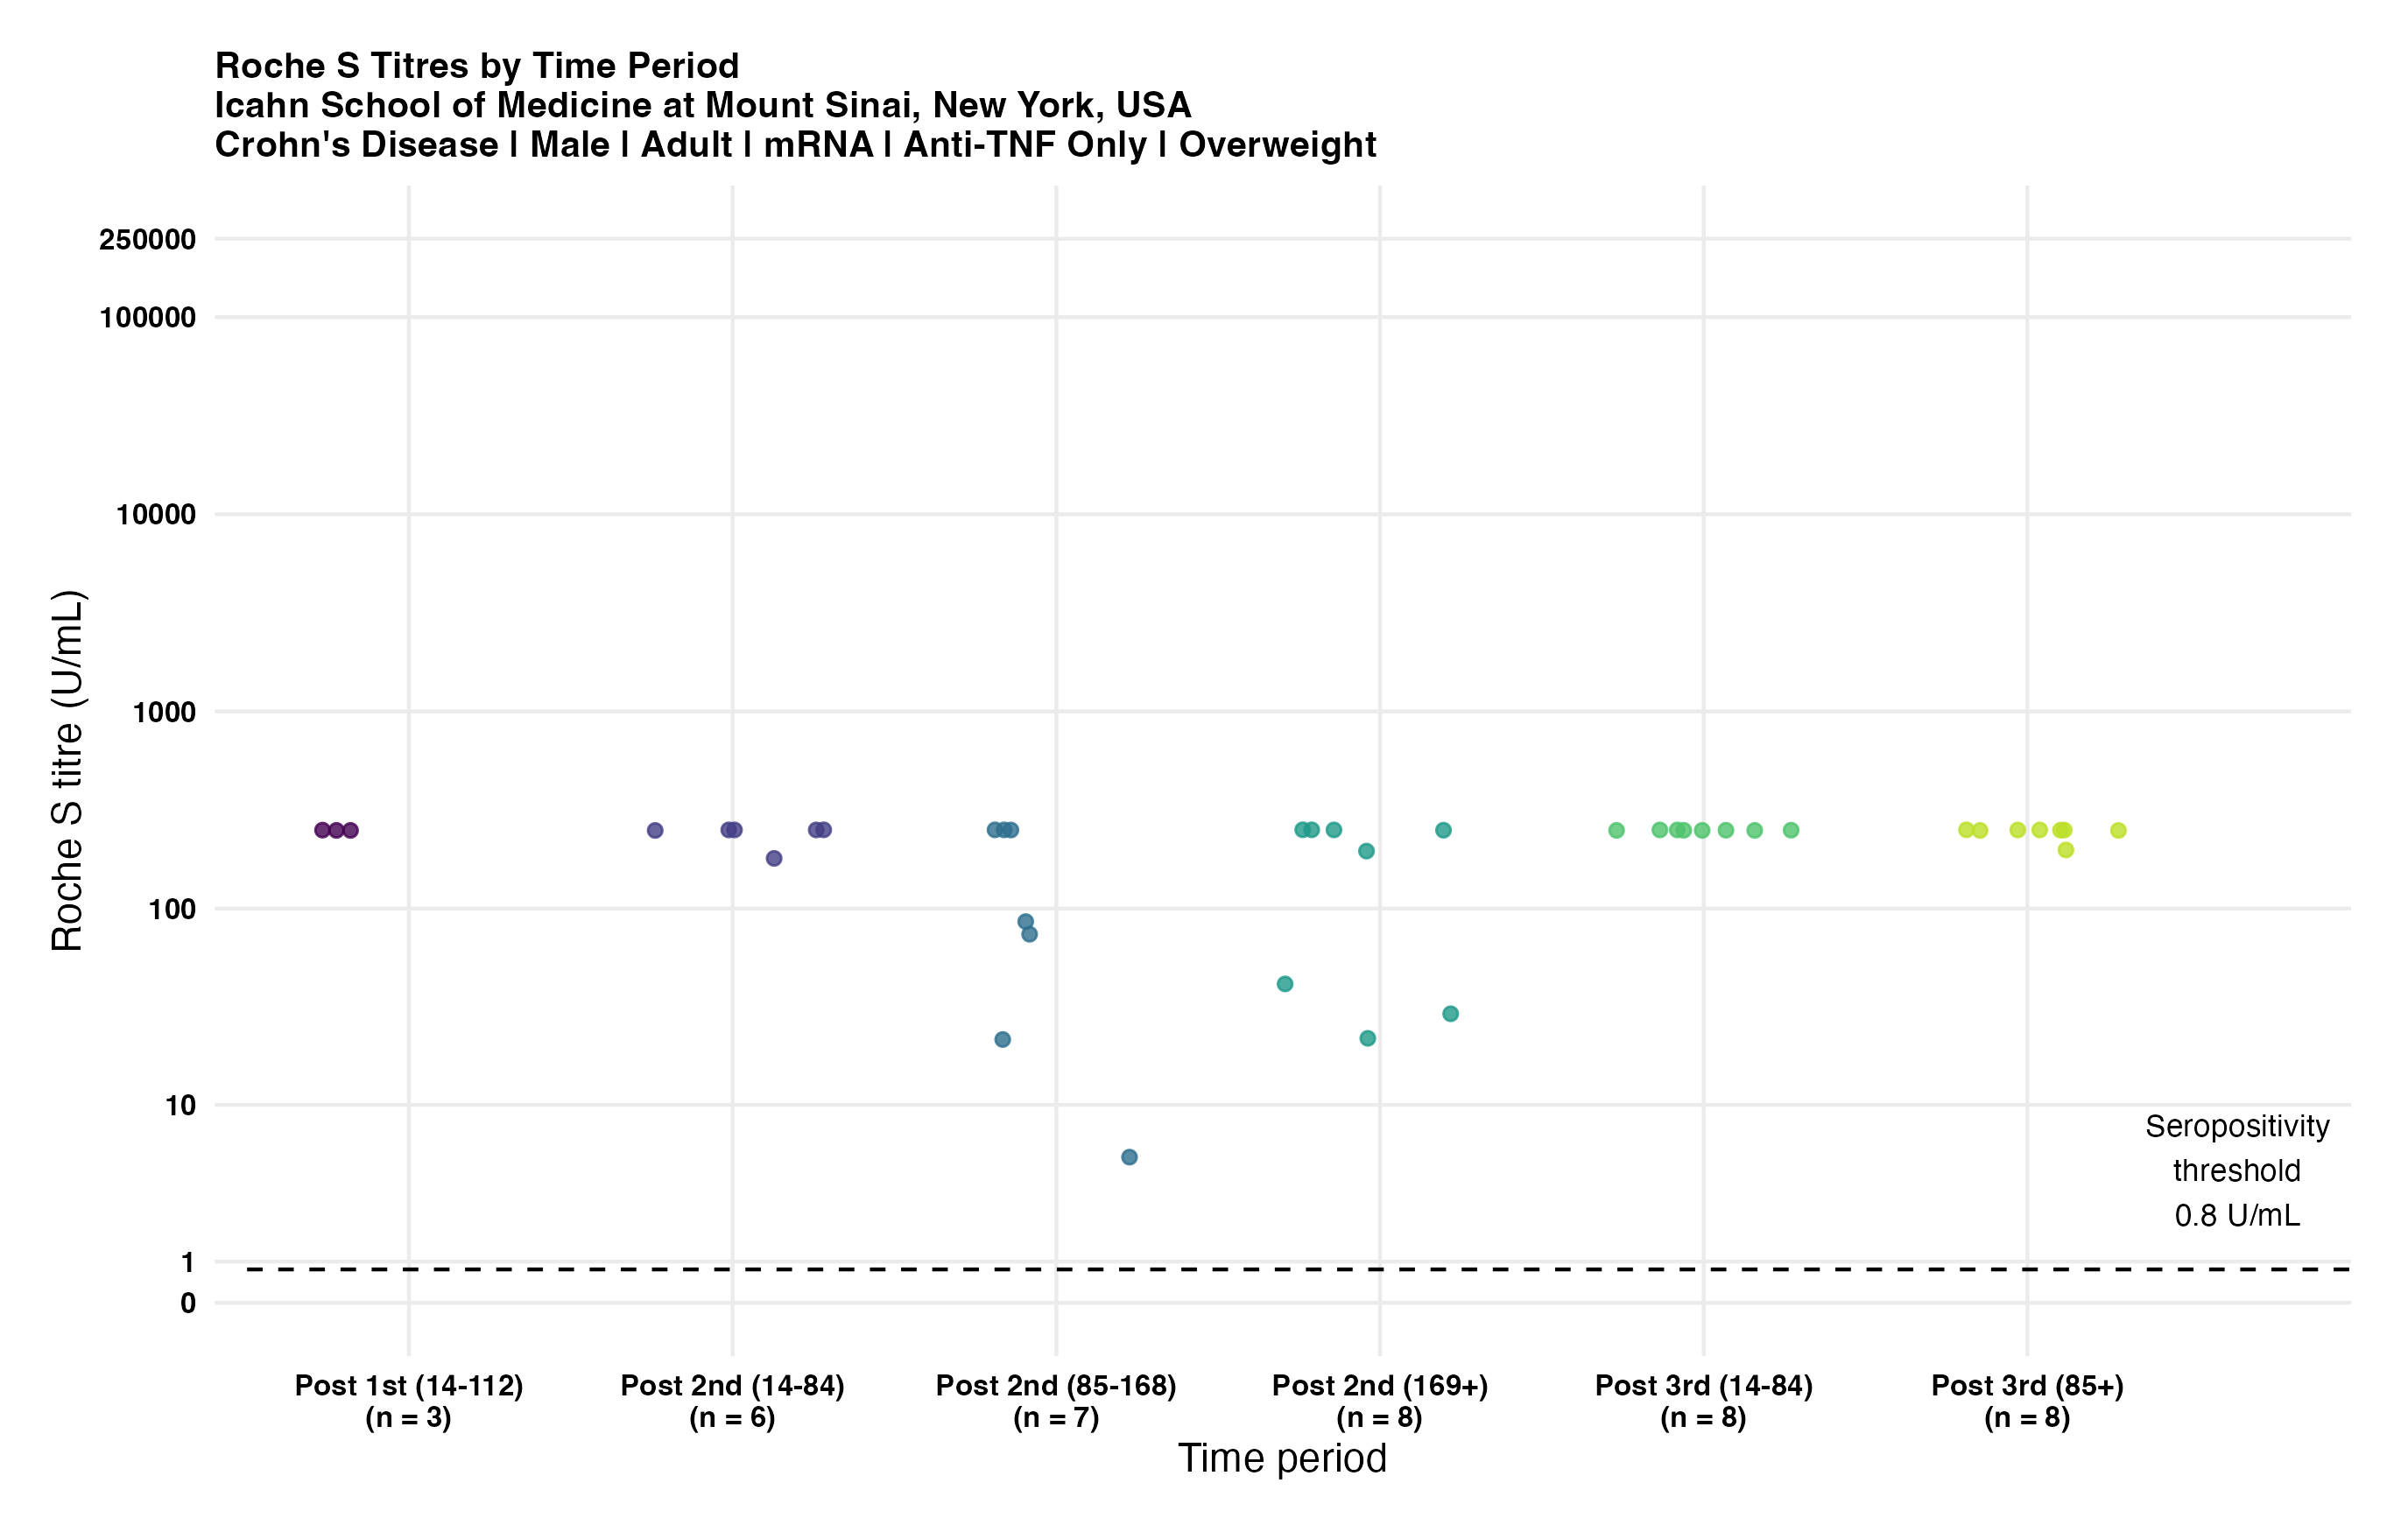 Roche S Titres by Time Period
Icahn School of Medicine at Mount Sinai, New York, USA
Crohn's Disease | Male | Adult | mRNA | Anti-TNF Only | Overweight
250000
100000
10000
1000
100
10
1
0
Roche S titre (U/mL)
Seropositivity
threshold
0.8 U/mL
Post 1st (14-112)
(n = 3)
Post 2nd (14-84)
(n = 6)
Post 2nd (85-168)
(n = 7)
Post 2nd (169+)
(n = 8)
Post 3rd (14-84)
(n = 8)
Post 3rd (85+)
(n = 8)
Time period